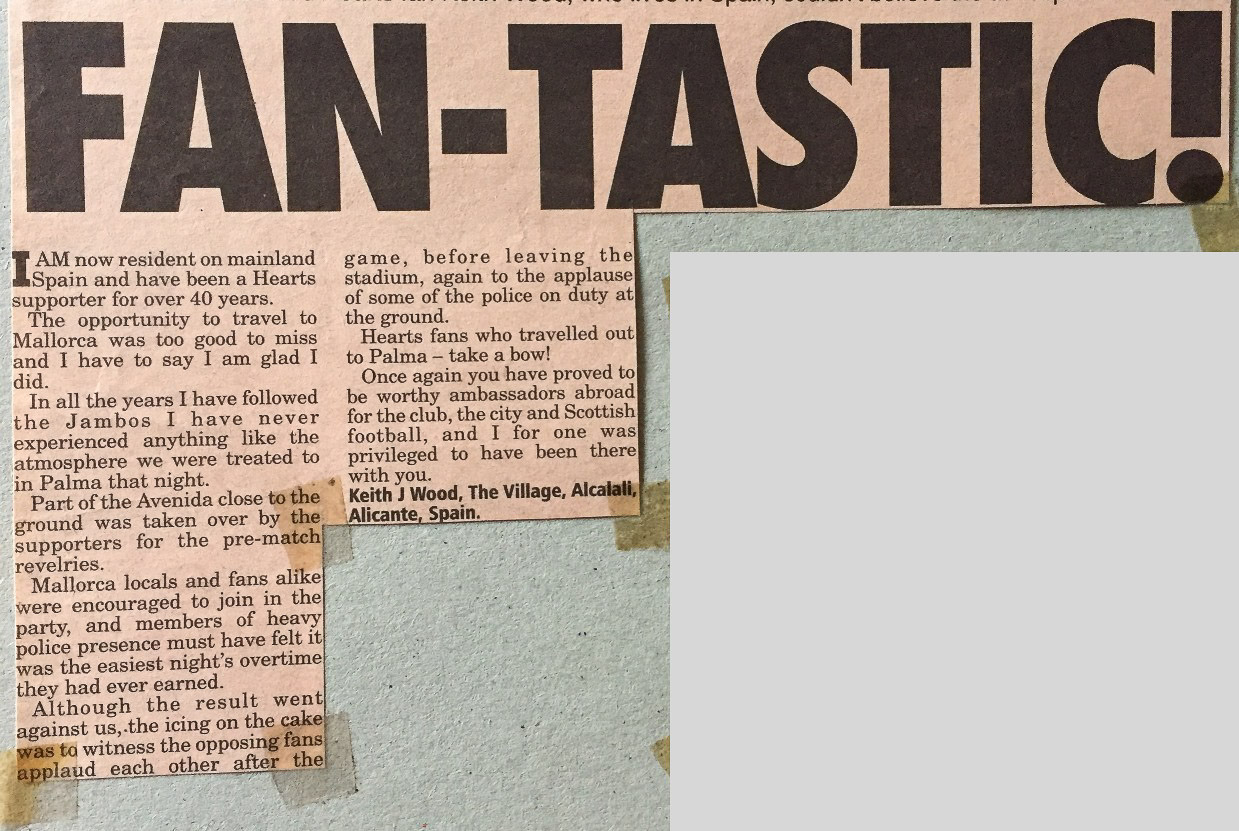 FAN-TASTIC!
I AM now resident on mainland
Spain and have been a Hearts
supporter for over 40 years.
The opportunity to travel to
Mallorca was too good to miss
and I have to say I am glad I
did.
In all the years I have followed
the Jambos I have never
experienced anything like the
atmosphere we were treated to
in Palma that night.
Part of the Avenida close to the
ground was taken over by the
supporters for the pre-match
revelries.
Mallorca locals and fans alike
were encouraged to join in the
party, and members of heavy
police presence must have felt it
was the easiest night's overtime
they had ever earned.
Although the result went
against us, the icing on the cake
was to witness the opposing fans
applaud each other after the
game, before leaving the
stadium, again to the applause
of some of the police on duty at
the ground.
Hearts fans who travelled out
to Palma – take a bow!
Once again you have proved to
be worthy ambassadors abroad
for the club, the city and Scottish
football, and I for one was
privileged to have been there
with you.
Keith J Wood, The Village, Alcalali,
Alicante, Spain.